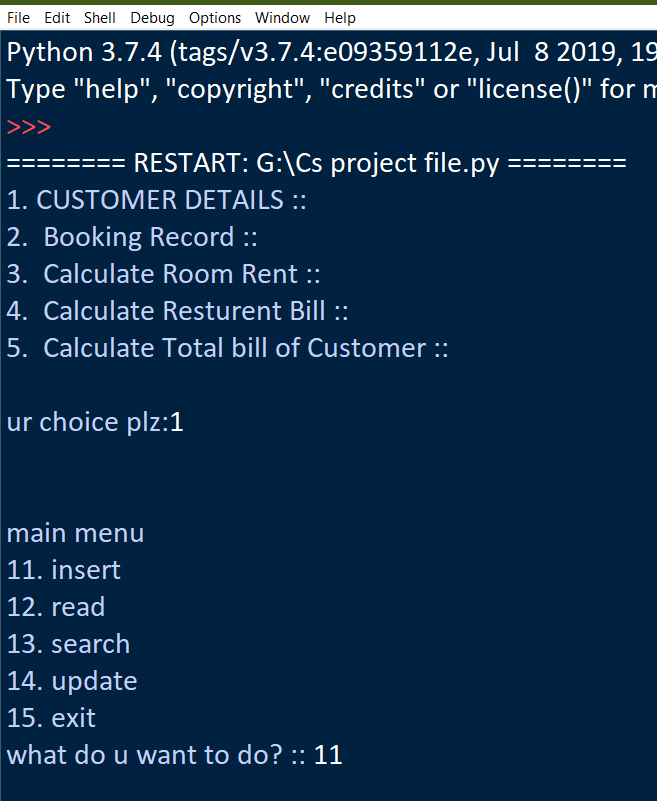 File Edit Shell Debug Options Window Help
Python 3.7.4 (tags/v3.7.4:e09359112e, Jul  8 2019, 19
Type "help", "copyright", "credits" or "license()" for m
>>>
======== RESTART: G:\Cs project file.py ========
1. CUSTOMER DETAILS ::
2.  Booking Record ::
3.  Calculate Room Rent ::
4.  Calculate Resturent Bill ::
5.  Calculate Total bill of Customer ::
ur choice plz:1
main menu
11. insert
12. read
13. search
14. update
15. exit
what do u want to do? :: 11